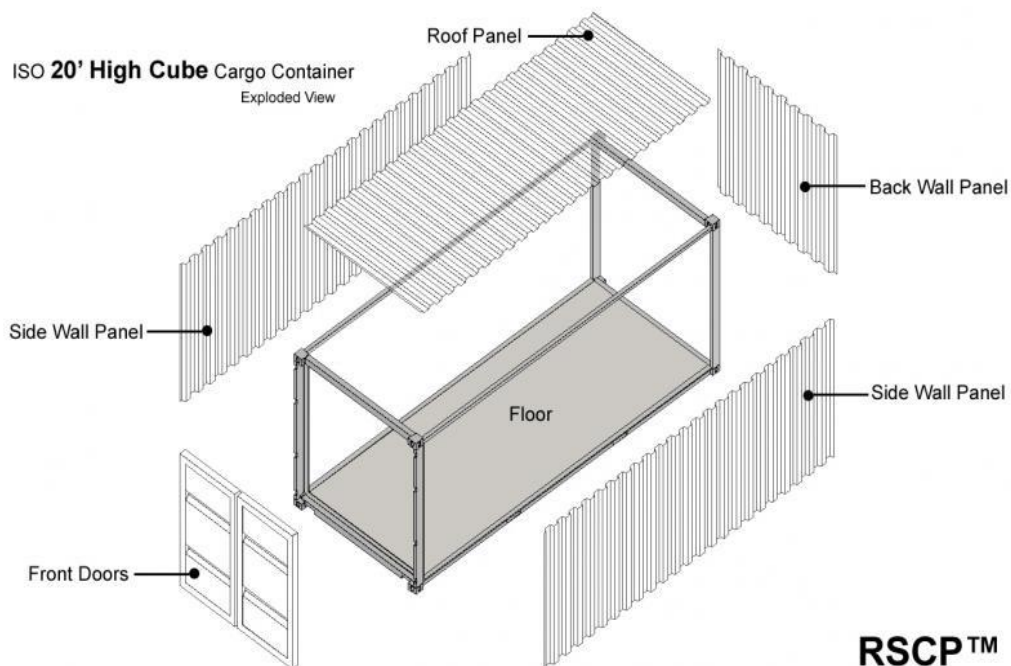 Roof Panel
ISO 20’ High Cube Cargo Container
Exploded View
Back Wall Panel
Side Wall Panel
Side Wall Panel
Floor
Front Doors
RSCP™